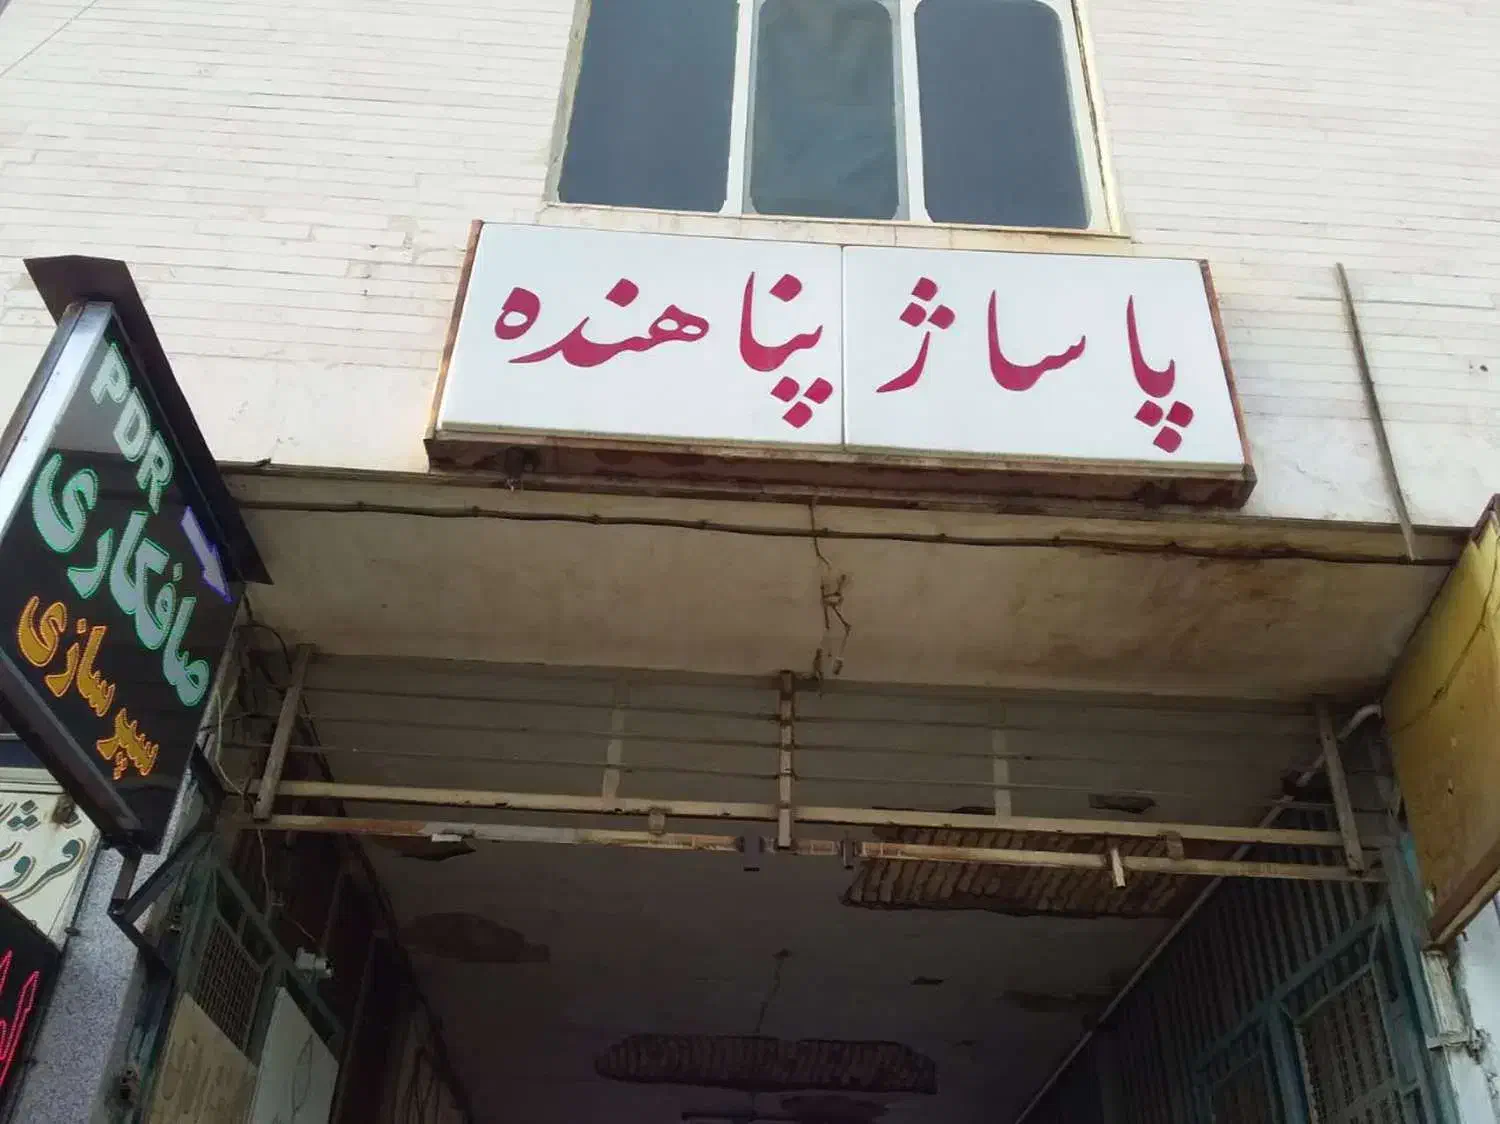 پاساژ پناهنده
PDR
صافکاری
سپر سازی